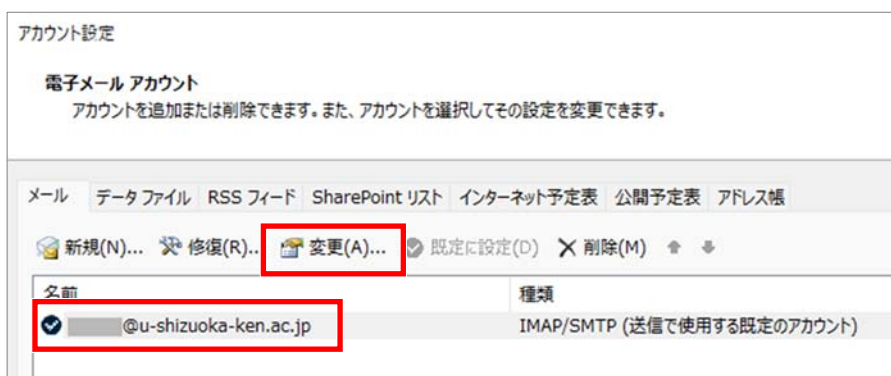 アカウント設定
電子メール アカウント
アカウントを追加または削除できます。また、アカウントを選択してその設定を変更できます。
メール データ ファイル RSS フィード SharePoint リスト インターネット予定表 公開予定表 アドレス帳
新規(N)... 修復(R)... 変更(A)... 既定に設定(D) 削除(M)
名前 種類
@u-shizuoka-ken.ac.jp IMAP/SMTP (送信で使用する既定のアカウント)